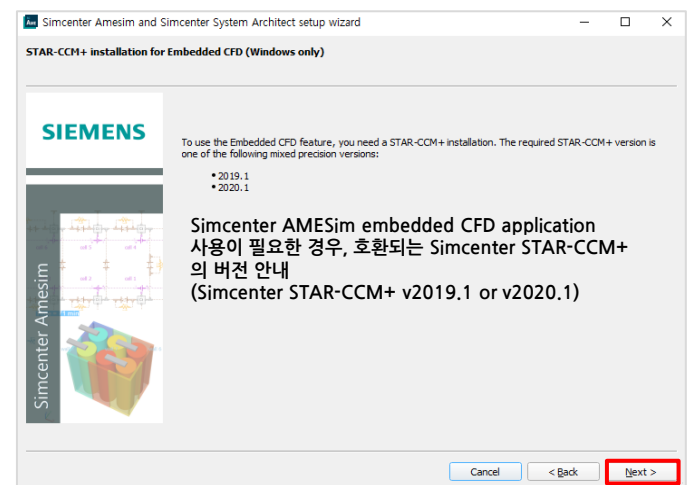 Simcenter Amesim and Simcenter System Architect setup wizard
STAR-CCM+ installation for Embedded CFD (Windows only)
SIEMENS
To use the Embedded CFD feature, you need a STAR-CCM+ installation. The required STAR-CCM+ version is
one of the following mixed precision versions:
• 2019.1
• 2020.1
Simcenter AMESim embedded CFD application
사용이 필요한 경우, 호환되는 Simcenter STAR-CCM+
의 버전 안내
(Simcenter STAR-CCM+ v2019.1 or v2020.1)
Simcenter Amesim
Cancel
< Back
Next >